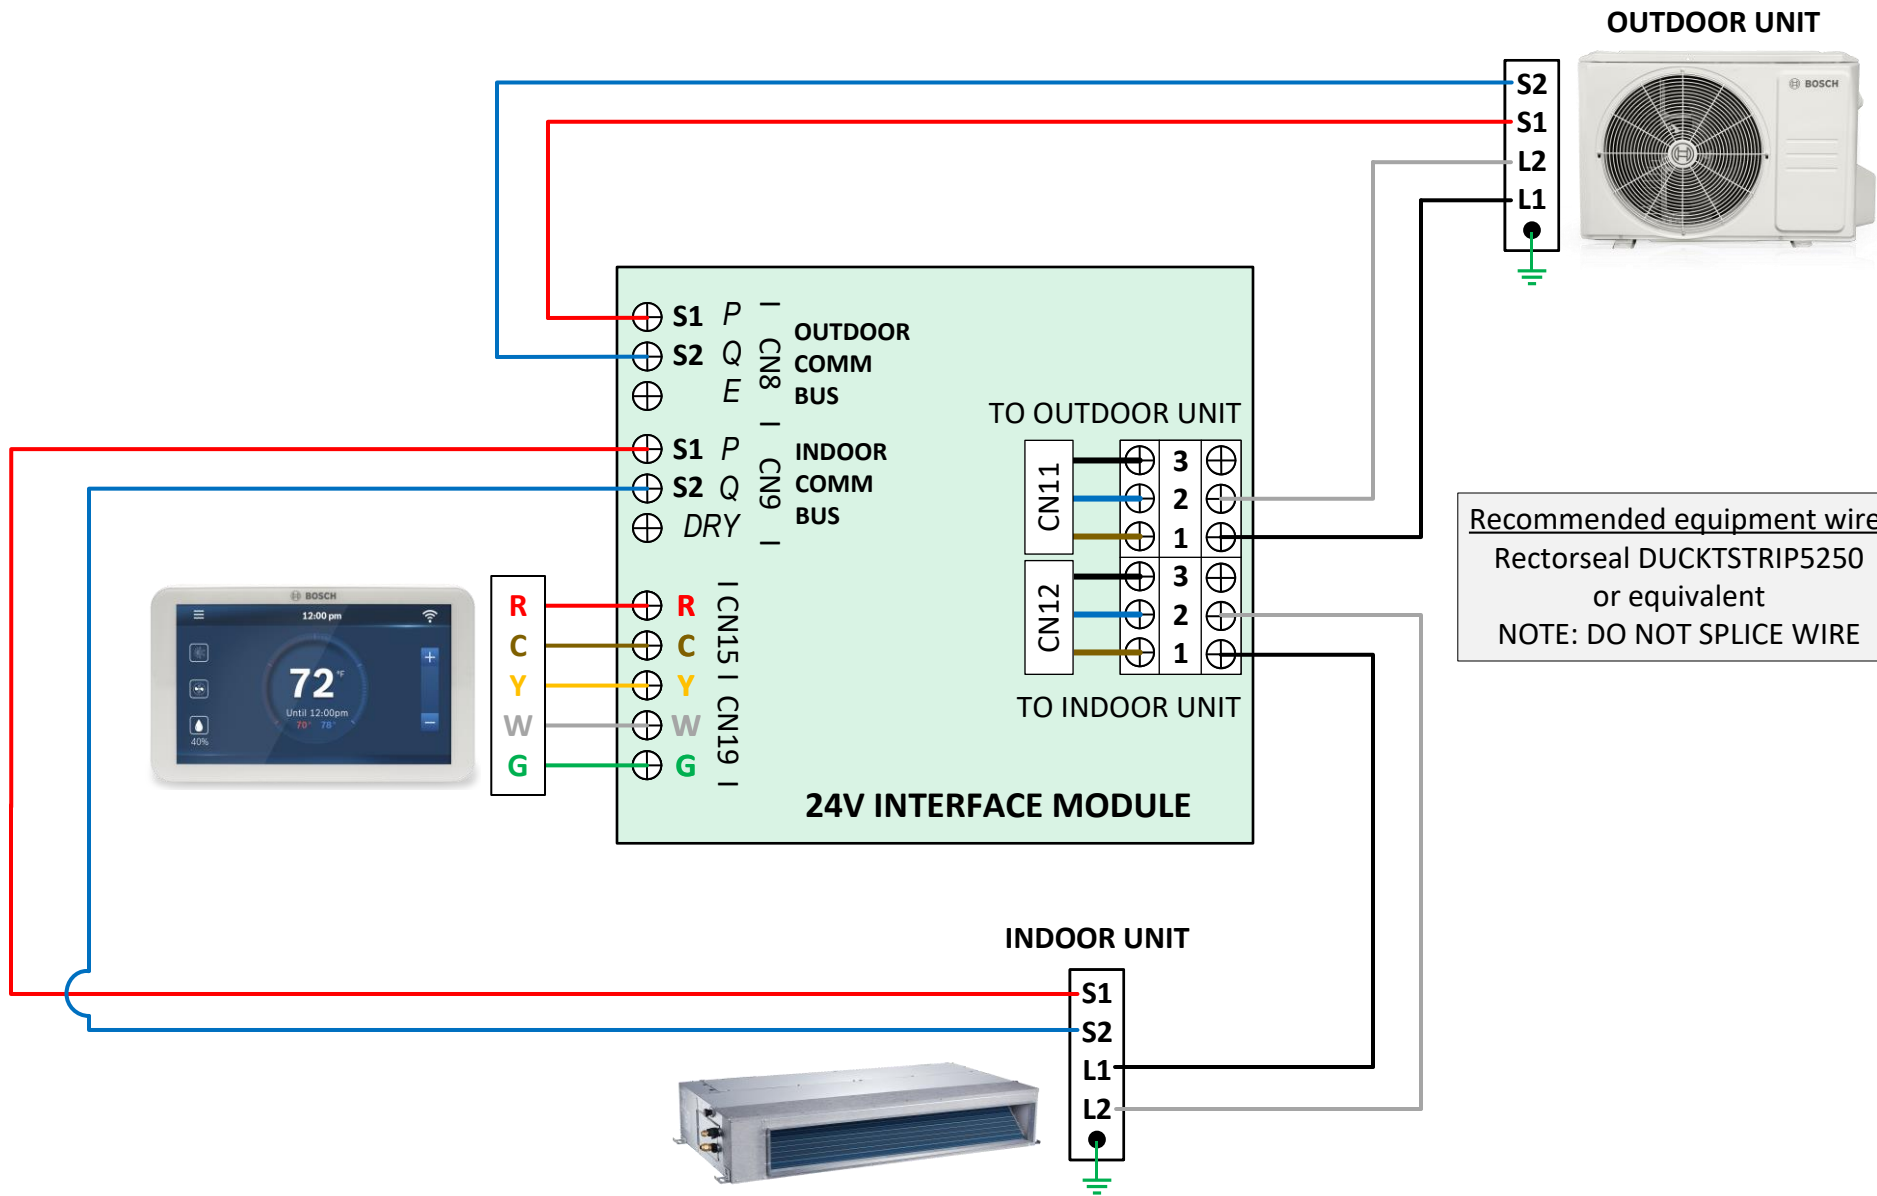 OUTDOOR UNIT
S2
S1
L2
L1
BOSCH
S1 P
S2 Q
E
CN8
OUTDOOR
COMM
BUS
S1 P
S2 Q
DRY
CN9
INDOOR
COMM
BUS
TO OUTDOOR UNIT
CN11
3
2
1
CN12
3
2
1
TO INDOOR UNIT
Recommended equipment wire
Rectorseal DUCKTSTRIP5250
or equivalent
NOTE: DO NOT SPLICE WIRE
BOSCH
12:00 pm
72°F
Until 12:00pm
70° 78°
40%
+
−
R
C
Y
W
G
R
C
Y
W
G
CN15
CN19
24V INTERFACE MODULE
INDOOR UNIT
S1
S2
L1
L2